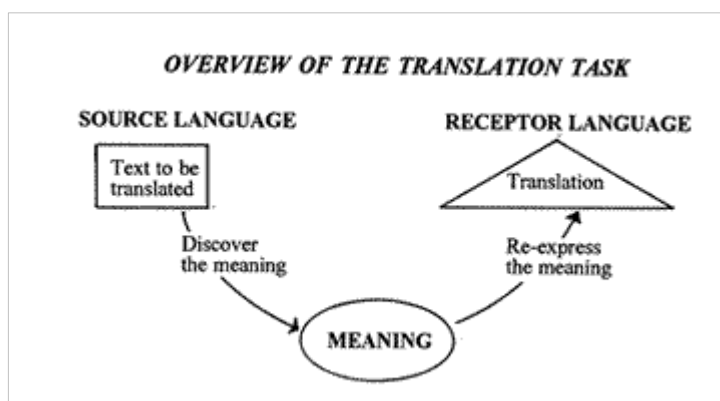 OVERVIEW OF THE TRANSLATION TASK
SOURCE LANGUAGE
RECEPTOR LANGUAGE
Text to be
translated
Translation
Discover
the meaning
Re-express
the meaning
MEANING